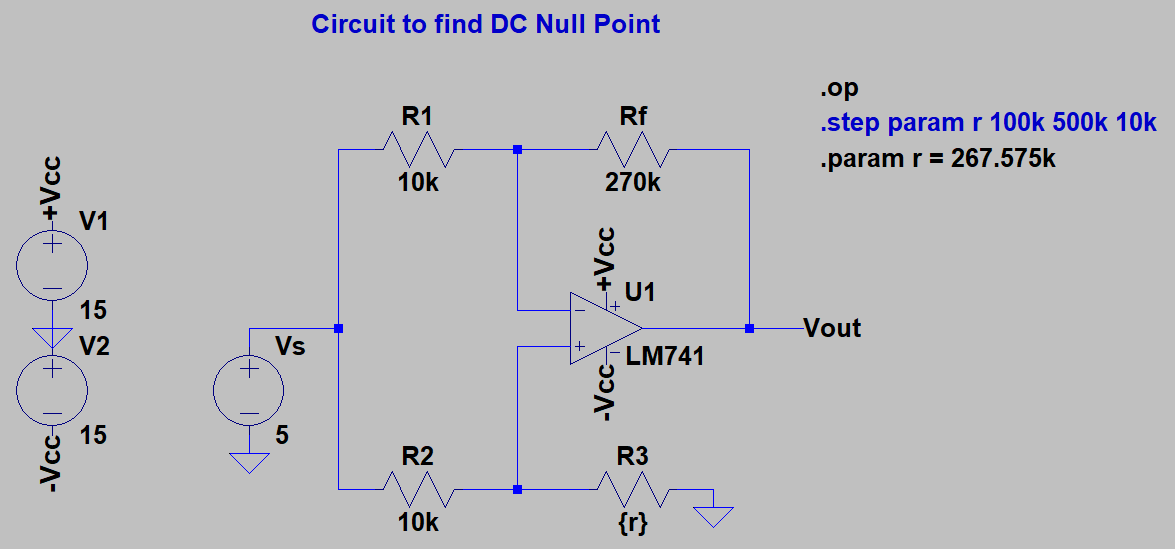 Circuit to find DC Null Point
.op
.step param r 100k 500k 10k
.param r = 267.575k
R1
10k
Rf
270k
+Vcc
V1
15
V2
15
-Vcc
Vs
5
+Vcc
U1
LM741
-Vcc
Vout
R2
10k
R3
{r}